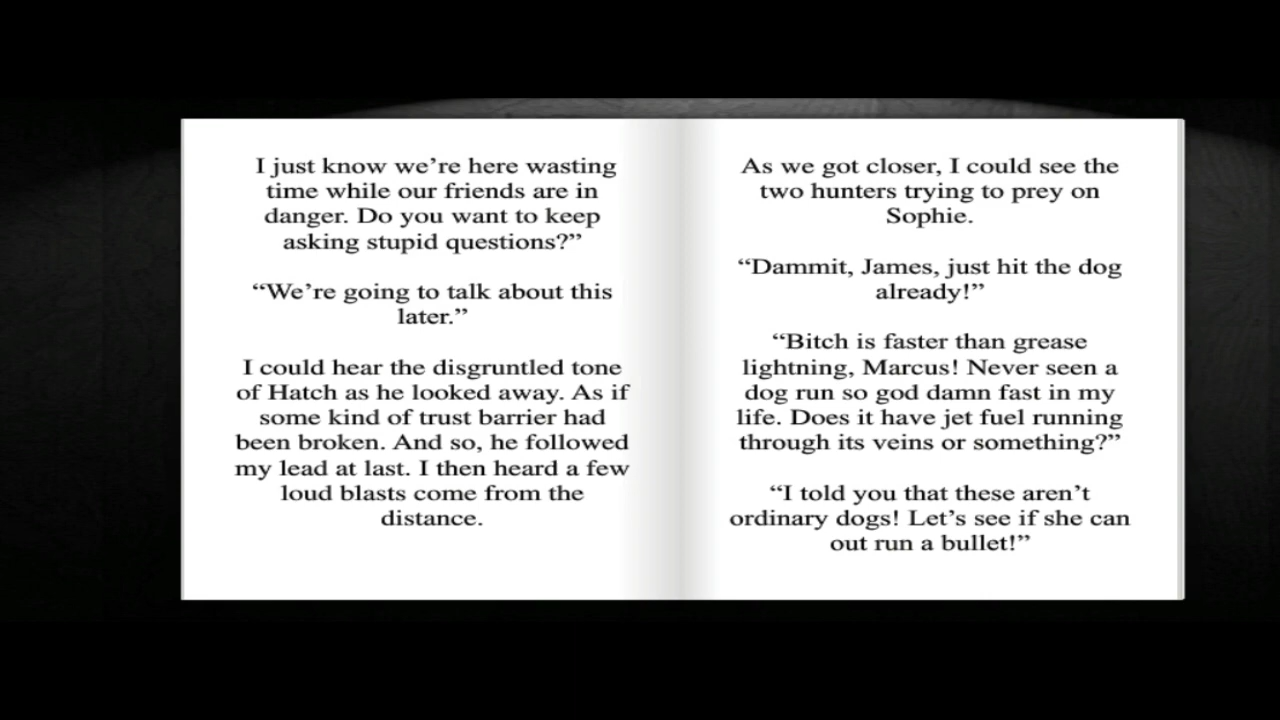 I just know we’re here wasting
time while our friends are in
danger. Do you want to keep
asking stupid questions?”
“We’re going to talk about this
later.”
I could hear the disgruntled tone
of Hatch as he looked away. As if
some kind of trust barrier had
been broken. And so, he followed
my lead at last. I then heard a few
loud blasts come from the
distance.
As we got closer, I could see the
two hunters trying to prey on
Sophie.
“Dammit, James, just hit the dog
already!”
“Bitch is faster than grease
lightning, Marcus! Never seen a
dog run so god damn fast in my
life. Does it have jet fuel running
through its veins or something?”
“I told you that these aren’t
ordinary dogs! Let’s see if she can
out run a bullet!”